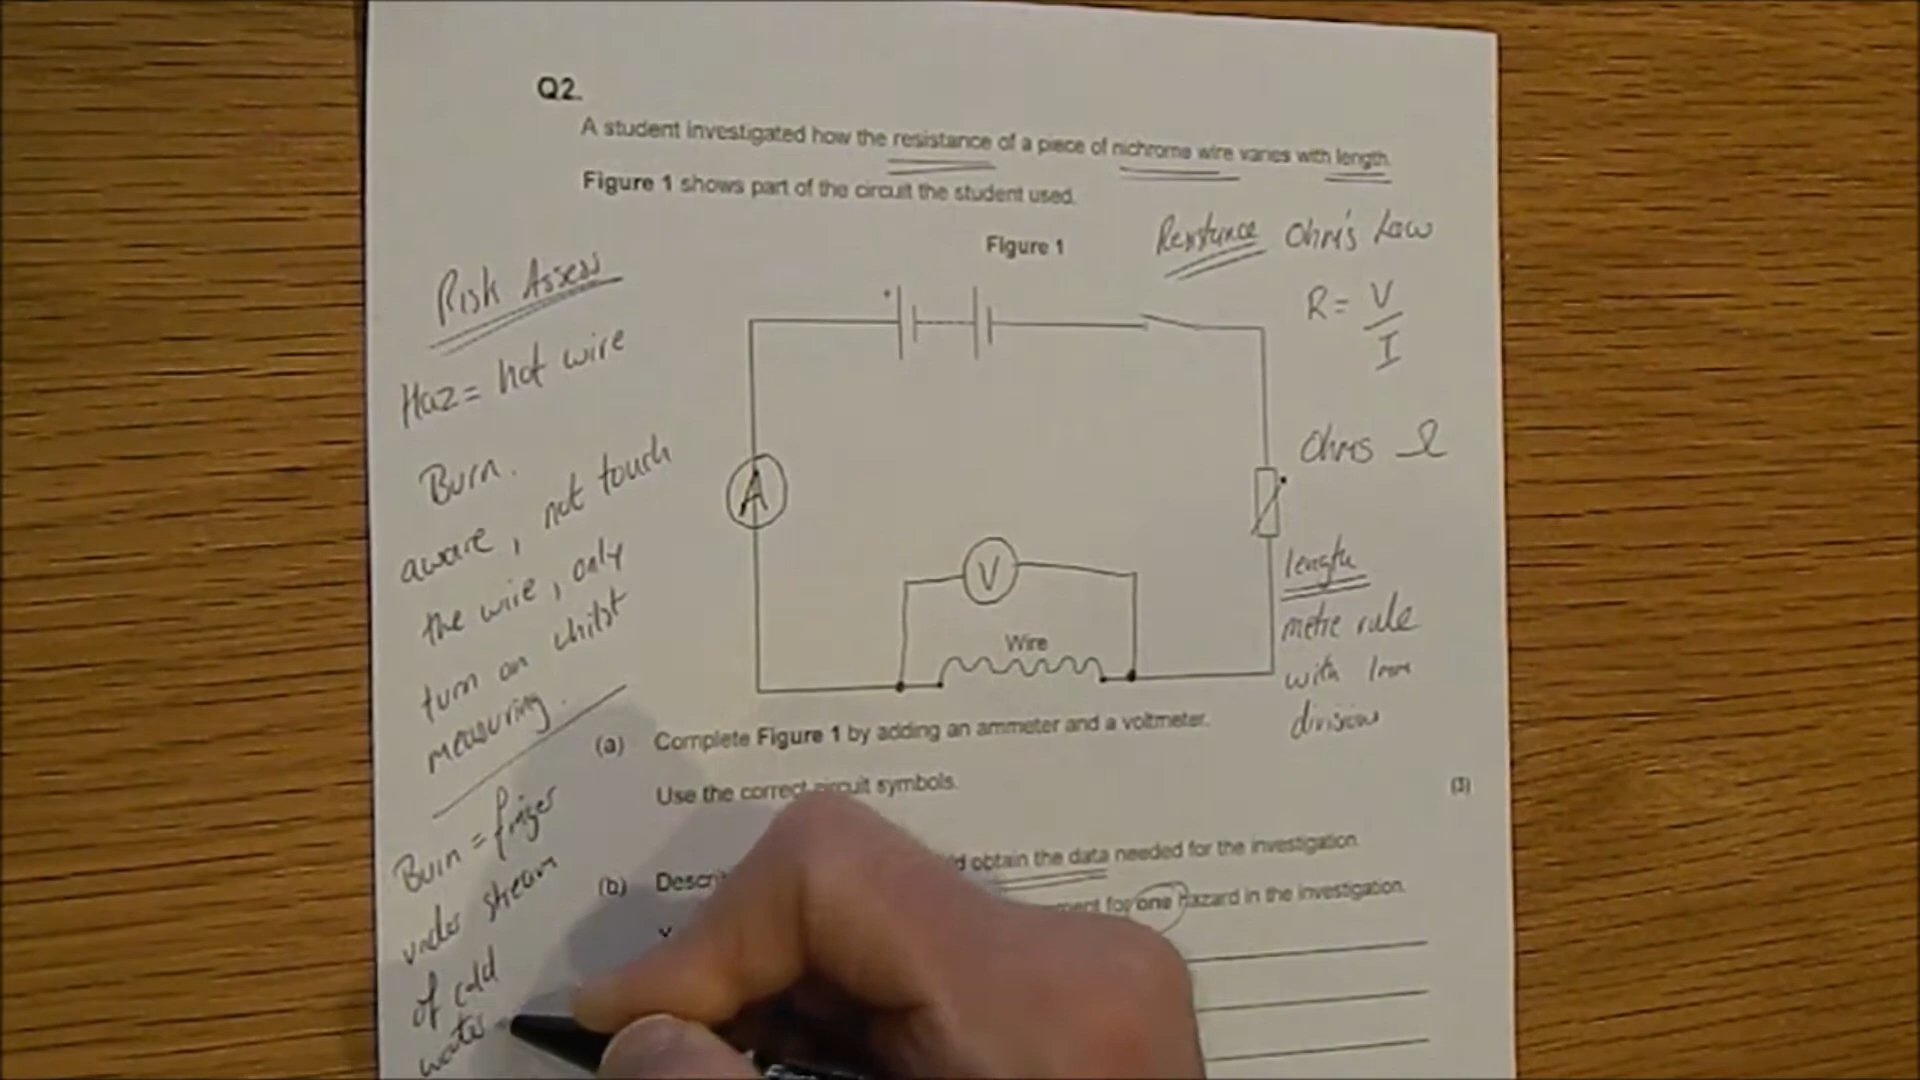 Q2.
A student investigated how the resistance of a piece of nichrome wire varies with length.
Figure 1 shows part of the circuit the student used.
Figure 1
Resistance Ohm's Law
R = V
I
Ohms Ω
length
metre rule
with 1mm
divisions
Risk Assess
Haz = hot wire
Burn.
aware, not touch
the wire, only
turn on whilst
measuring.
Burn = finger
under stream
of cold
water
A
V
Wire
(a) Complete Figure 1 by adding an ammeter and a voltmeter.
Use the correct circuit symbols.
(3)
(b) obtain the data needed for the investigation.
for one hazard in the investigation.